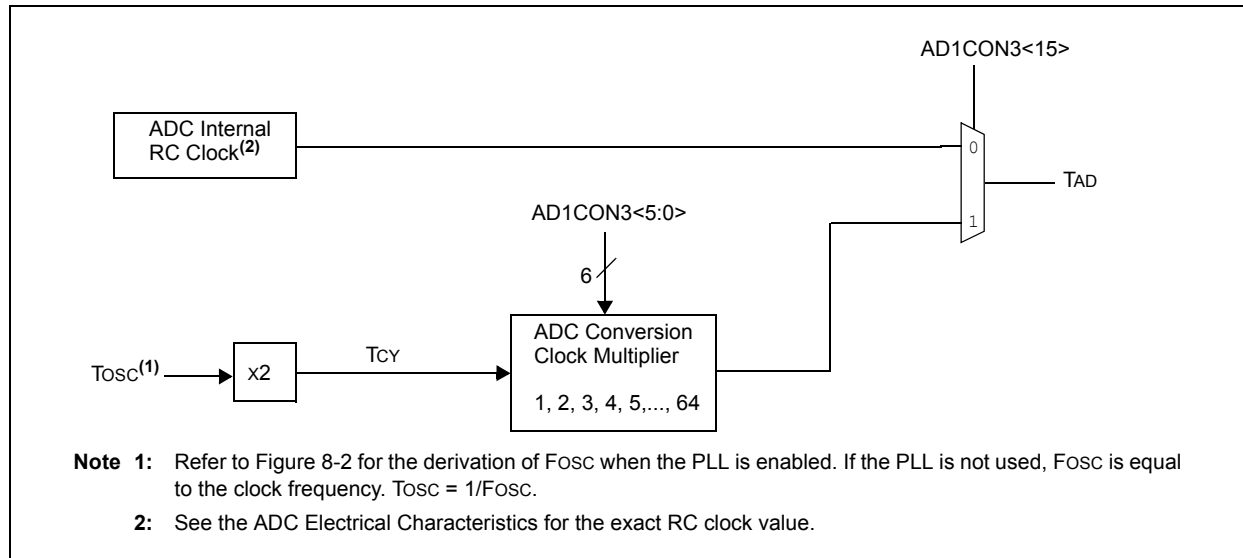 AD1CON3<15>
ADC Internal
RC Clock(2)
0
TAD
AD1CON3<5:0>
1
6
ADC Conversion
Clock Multiplier
TOSC(1)
X2
TCY
1, 2, 3, 4, 5,..., 64
Note 1: Refer to Figure 8-2 for the derivation of FOSC when the PLL is enabled. If the PLL is not used, FOSC is equal
to the clock frequency. TOSC = 1/FOSC.
2: See the ADC Electrical Characteristics for the exact RC clock value.